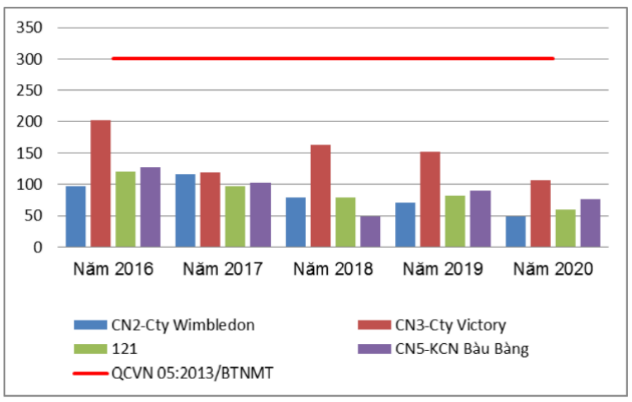 350
300
250
200
150
100
50
0
Năm 2016 Năm 2017 Năm 2018 Năm 2019 Năm 2020
CN2-Cty Wimbledon CN3-Cty Victory
121 CN5-KCN Bàu Bàng
QCVN 05:2013/BTNMT